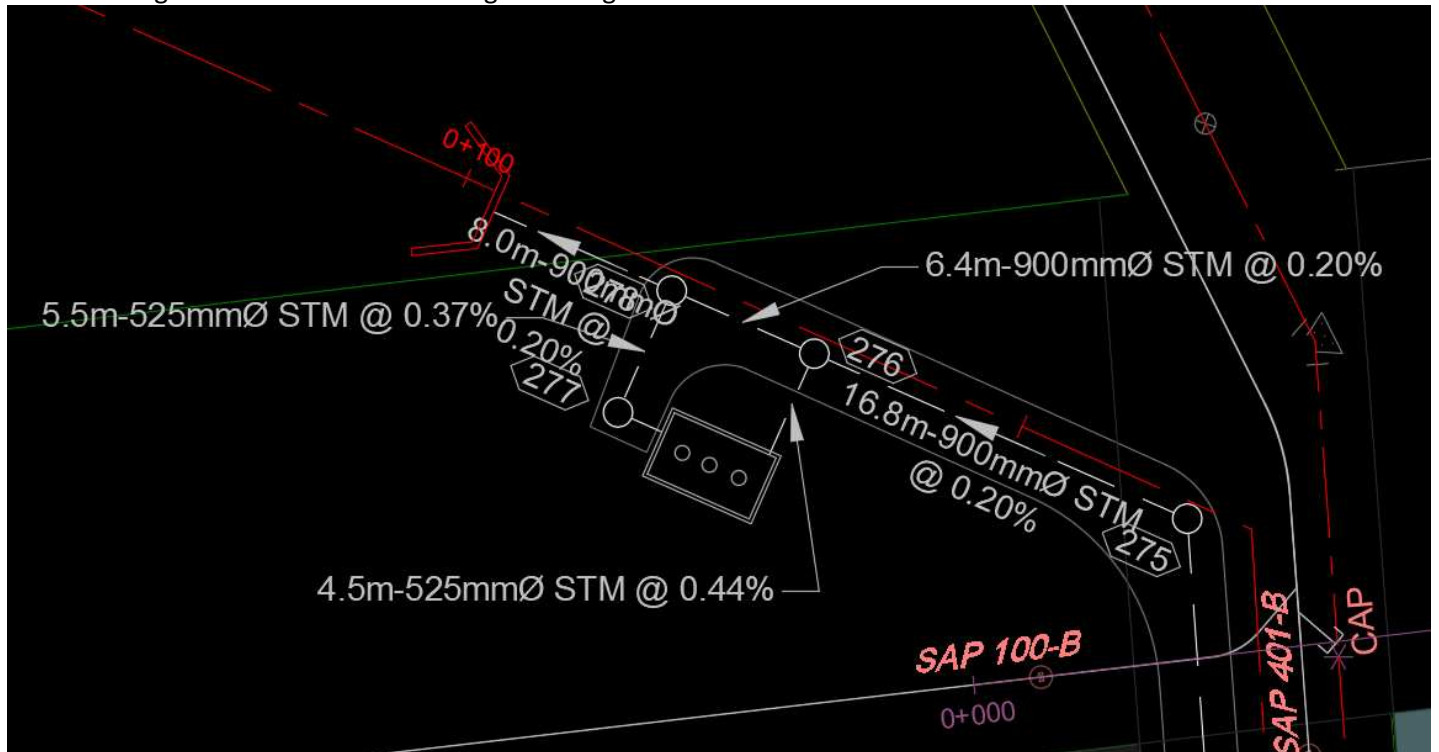 0+100
8.0m-900mmØ
STM @
0.20%
278
6.4m-900mmØ STM @ 0.20%
5.5m-525mmØ STM @ 0.37%
277
276
16.8m-900mmØ STM
@ 0.20%
275
4.5m-525mmØ STM @ 0.44%
SAP 100-B
0+000
SAP 401-B
CAP